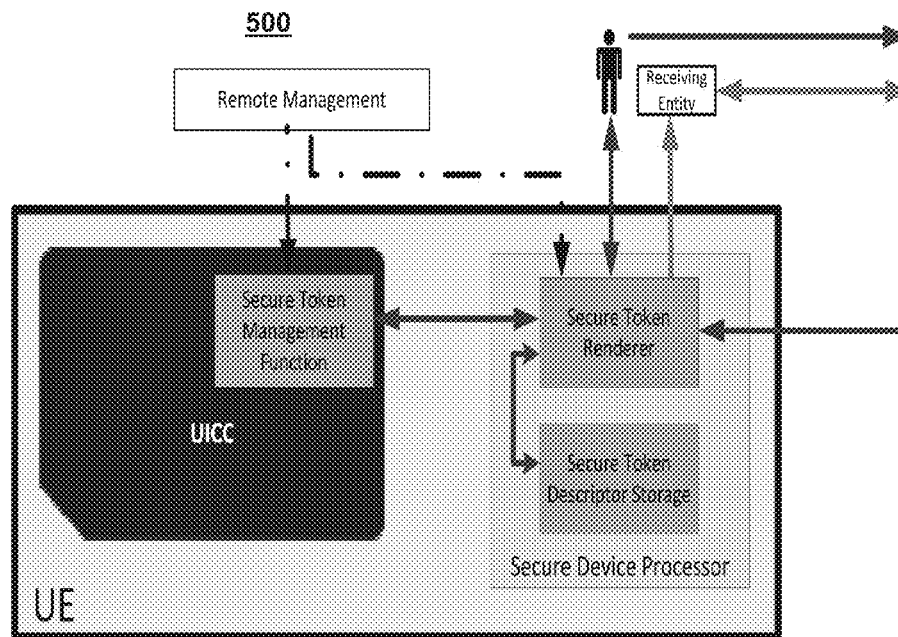 500
Remote Management
Receiving
Entity
Secure Token
Management
Function
UICC
Secure Token
Renderer
Secure Token
Descriptor Storage
Secure Device Processor
UE